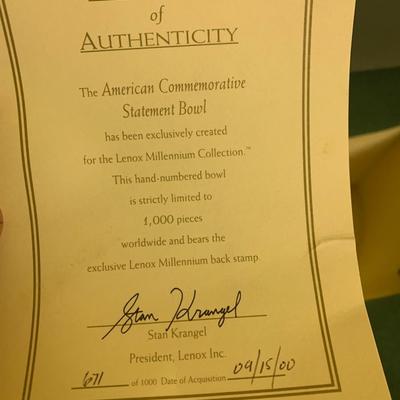 of
AUTHENTICITY
The American Commemorative
Statement Bowl
has been exclusively created
for the Lenox Millennium Collection.™
This hand-numbered bowl
is strictly limited to
1,000 pieces
worldwide and bears the
exclusive Lenox Millennium back stamp.
Stan Krangel
Stan Krangel
President, Lenox Inc.
671 of 1000 Date of Acquisition 09/15/00